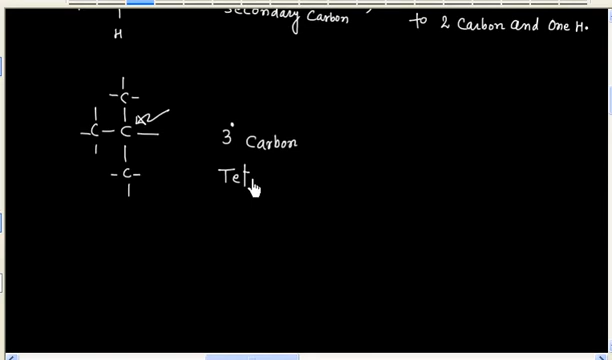 H
Secondary Carbon
to 2 Carbon and One H.
-C-
-C-C-
-C-
3° Carbon
Tet